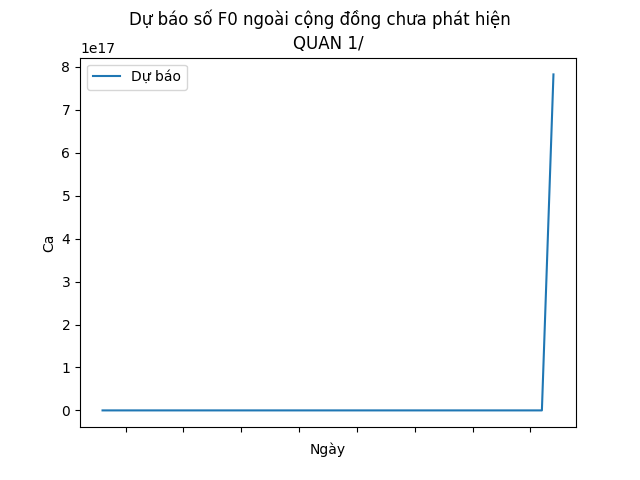 Dự báo số F0 ngoài cộng đồng chưa phát hiện
QUAN 1/
1e17
Dự báo
8
7
6
5
4
3
2
1
0
Ca
Ngày